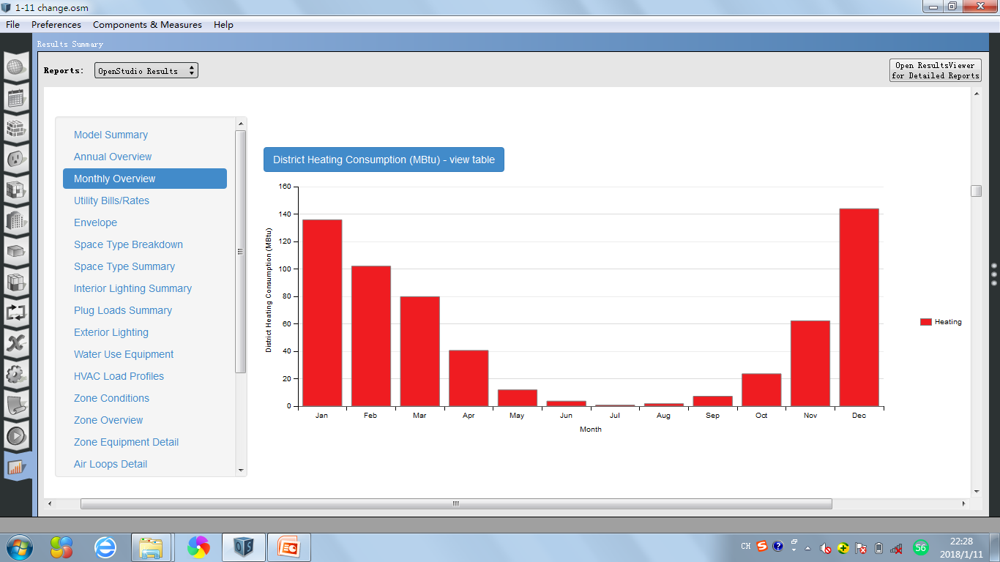 1-11 change.osm
File Preferences Components & Measures Help
Results Summary
Reports: OpenStudio Results
Open ResultsViewer
for Detailed Reports
Model Summary
Annual Overview
Monthly Overview
Utility Bills/Rates
Envelope
Space Type Breakdown
Space Type Summary
Interior Lighting Summary
Plug Loads Summary
Exterior Lighting
Water Use Equipment
HVAC Load Profiles
Zone Conditions
Zone Overview
Zone Equipment Detail
Air Loops Detail
District Heating Consumption (MBtu) - view table
District Heating Consumption (MBtu)
160
140
120
100
80
60
40
20
0
Jan Feb Mar Apr May Jun Jul Aug Sep Oct Nov Dec
Month
Heating
CH
56
22:28
2018/1/11